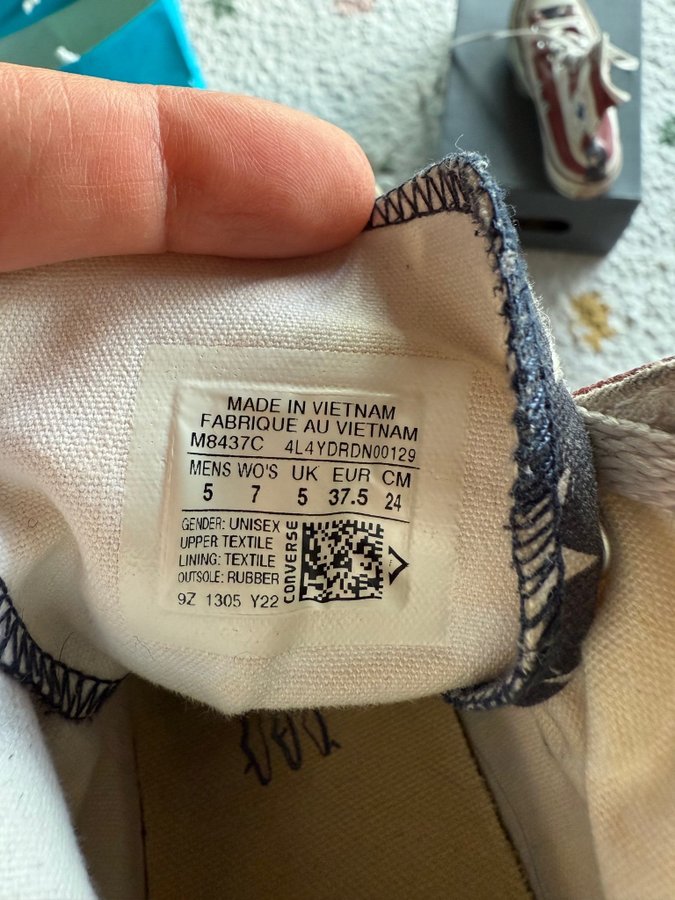 MADE IN VIETNAM
FABRIQUE AU VIETNAM
M8437C 4L4YDRDN00129
MENS WO'S UK EUR CM
5 7 5 37.5 24
GENDER: UNISEX
UPPER TEXTILE
LINING: TEXTILE
OUTSOLE: RUBBER
9Z 1305 Y22
CONVERSE